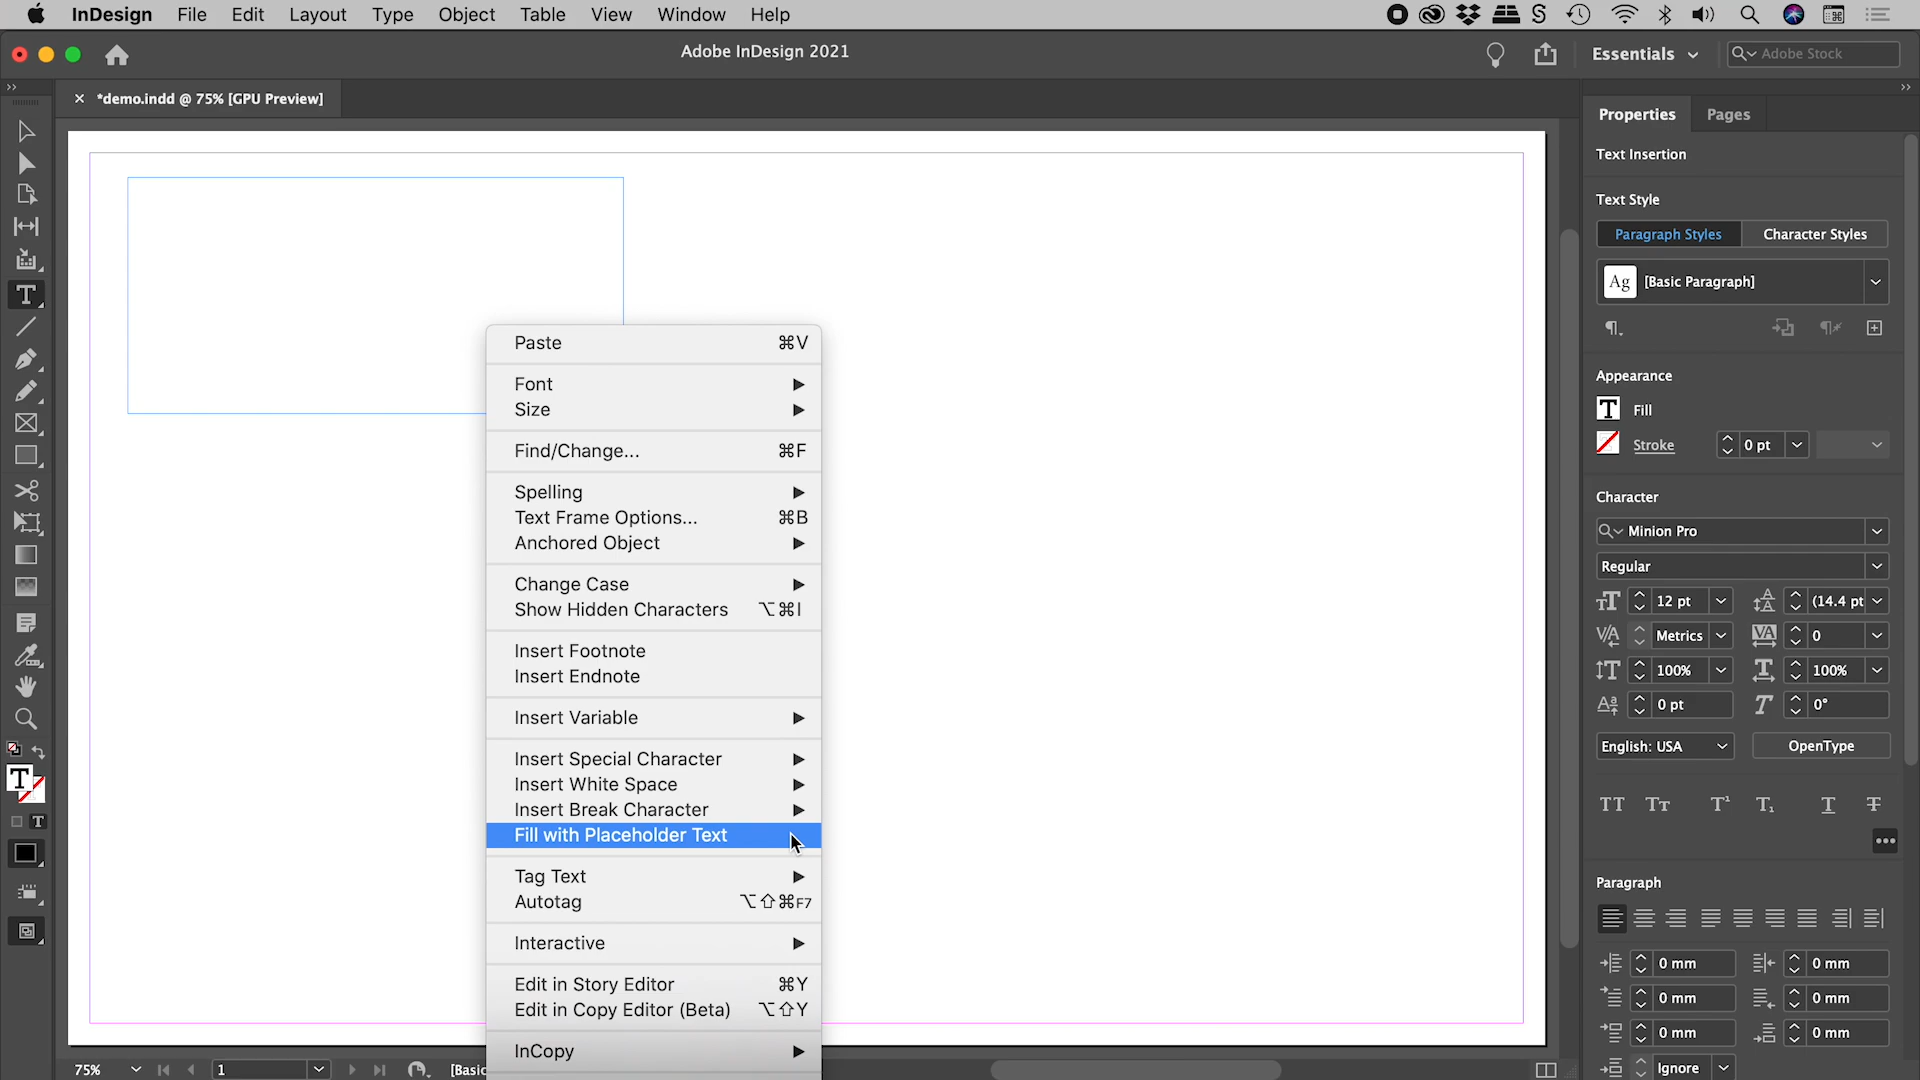 InDesign File Edit Layout Type Object Table View Window Help
Adobe InDesign 2021
Essentials
Adobe Stock
*demo.indd @ 75% [GPU Preview]
Properties Pages
Text Insertion
Text Style
Paragraph Styles Character Styles
Ag [Basic Paragraph]
Appearance
Fill
Stroke 0 pt
Character
Minion Pro
Regular
12 pt (14.4 pt
Metrics 0
100% 100%
0 pt 0°
English: USA OpenType
Paragraph
0 mm 0 mm
0 mm 0 mm
0 mm 0 mm
Ignore
Paste ⌘V
Font
Size
Find/Change... ⌘F
Spelling
Text Frame Options... ⌘B
Anchored Object
Change Case
Show Hidden Characters ⌥⌘I
Insert Footnote
Insert Endnote
Insert Variable
Insert Special Character
Insert White Space
Insert Break Character
Fill with Placeholder Text
Tag Text
Autotag ⌥⇧⌘F7
Interactive
Edit in Story Editor ⌘Y
Edit in Copy Editor (Beta) ⌥⇧Y
InCopy
75% 1 [Basic